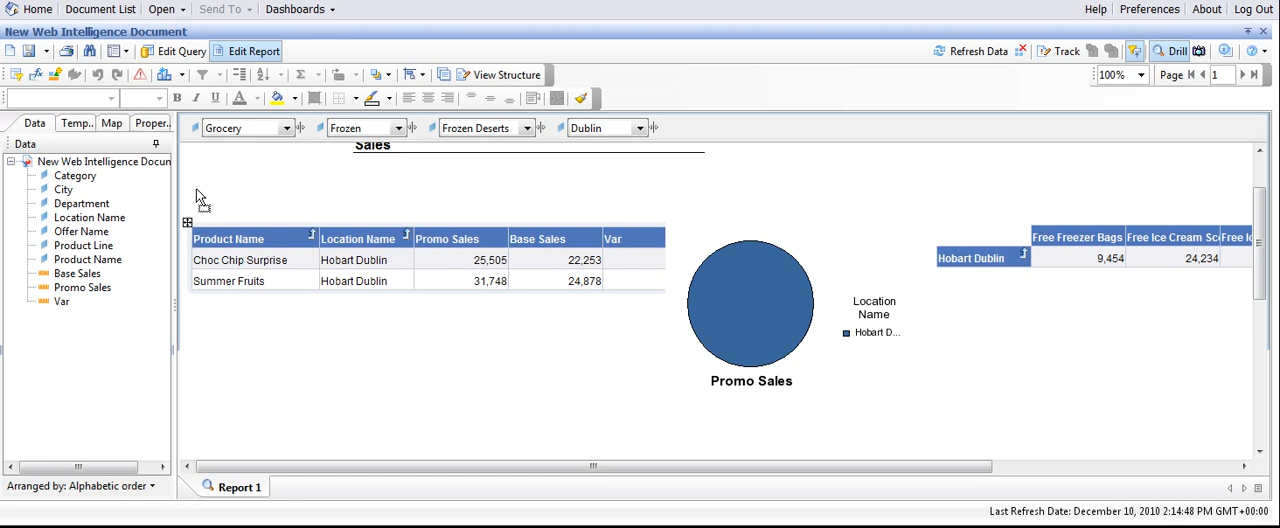 Home Document List Open Send To Dashboards Help Preferences About Log Out
New Web Intelligence Document
Edit Query Edit Report Refresh Data Track Drill
View Structure 100% Page 1
B I U A
Data Temp.. Map Proper. Grocery Frozen Frozen Deserts Dublin
Data
Sales
New Web Intelligence Docun
Category
City
Department
Location Name
Offer Name
Product Line
Product Name
Base Sales
Promo Sales
Var
Product Name Location Name Promo Sales Base Sales Var
Choc Chip Surprise Hobart Dublin 25,505 22,253
Summer Fruits Hobart Dublin 31,748 24,878
Location
Name
Hobart D...
Promo Sales
Free Freezer Bags Free Ice Cream Sco Free Ic
Hobart Dublin 9,454 24,234
Arranged by: Alphabetic order
Report 1
Last Refresh Date: December 10, 2010 2:14:48 PM GMT+00:00